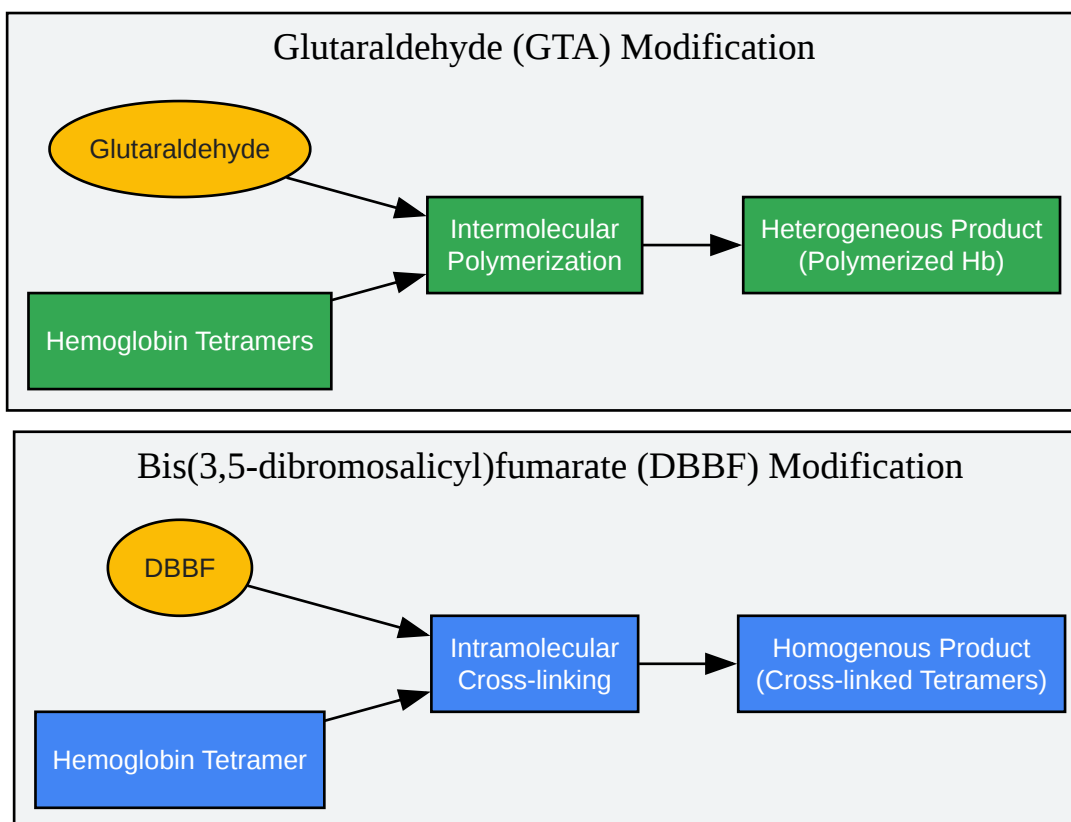 Glutaraldehyde (GTA) Modification
Glutaraldehyde
Intermolecular
Polymerization
Heterogeneous Product
(Polymerized Hb)
Hemoglobin Tetramers
Bis(3,5-dibromosalicyl)fumarate (DBBF) Modification
DBBF
Intramolecular
Cross-linking
Homogenous Product
(Cross-linked Tetramers)
Hemoglobin Tetramer